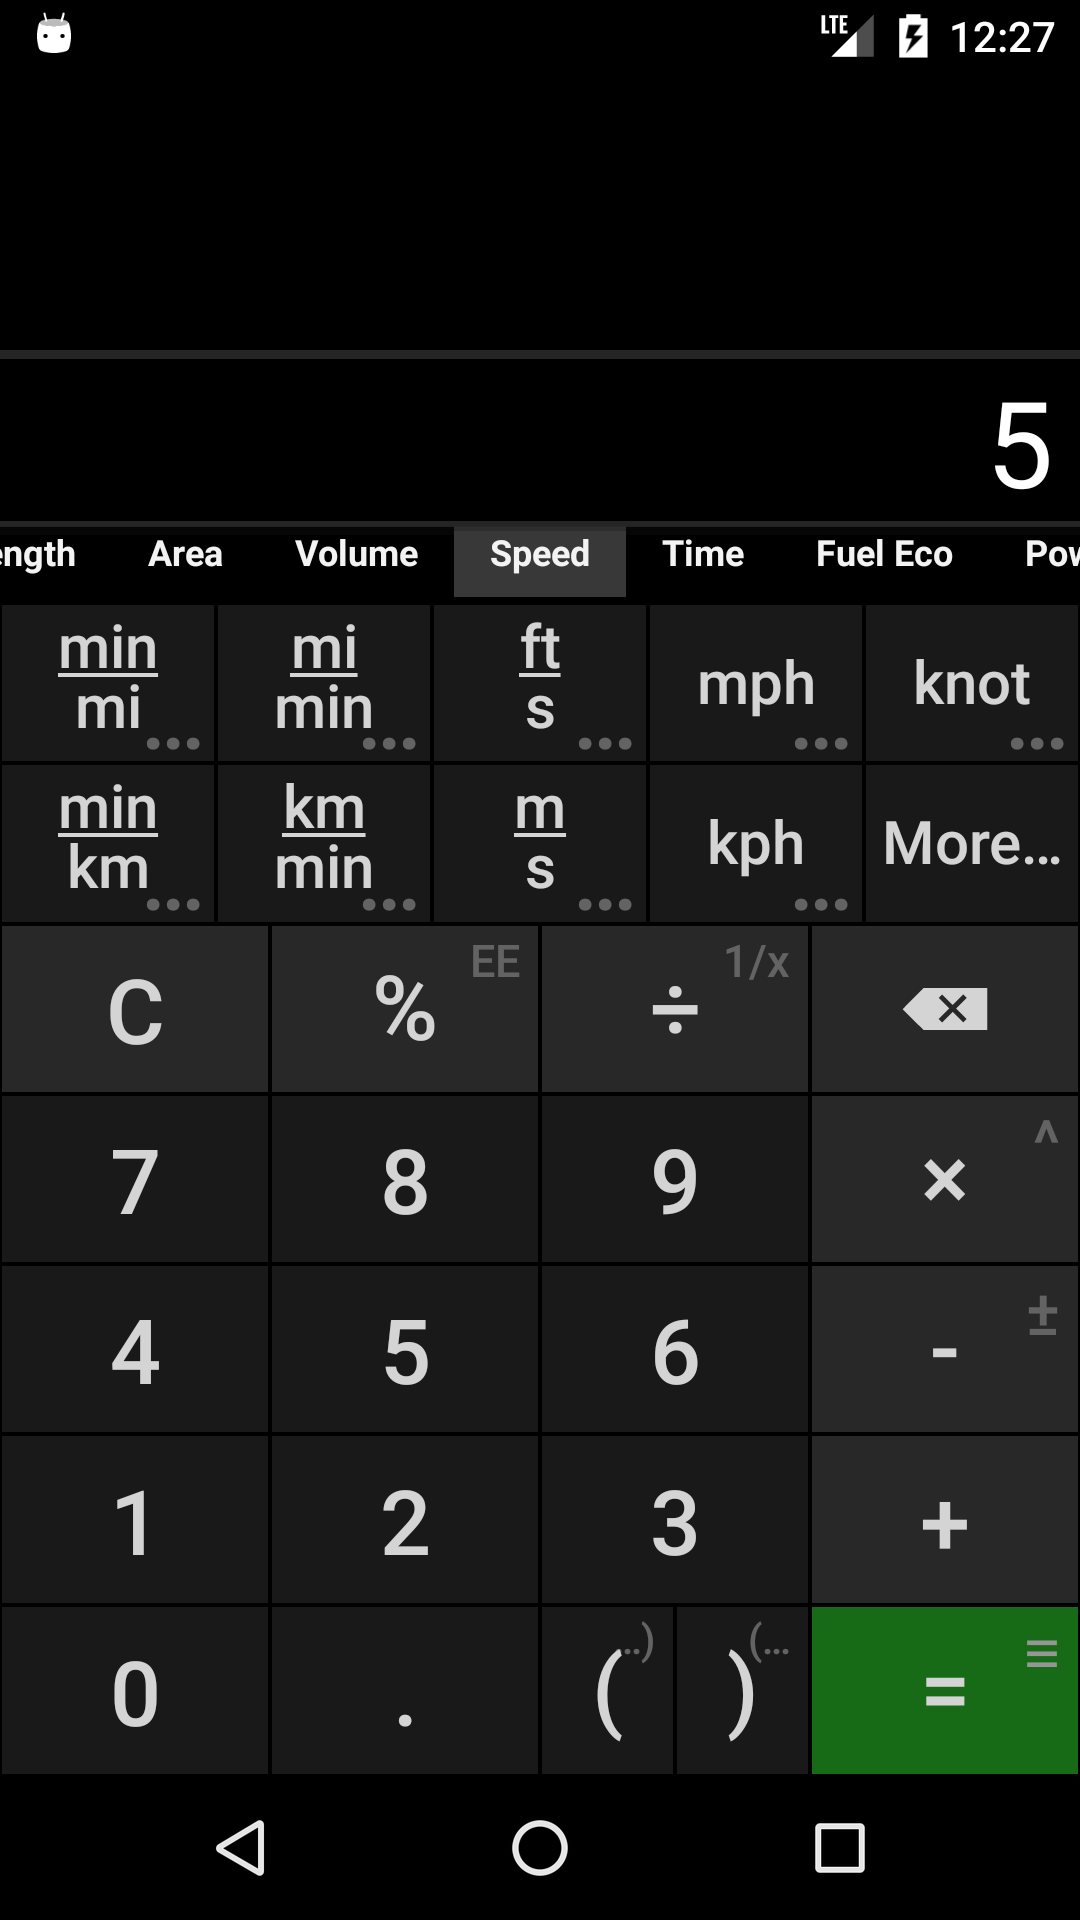 LTE 12:27
5
ength Area Volume Speed Time Fuel Eco Pow
min mi ft mph knot
mi min s
min km m kph More...
km min s
C % EE ÷ 1/x
7 8 9 × ^
4 5 6 - ±
1 2 3 +
0 . ( ..) ) (... =